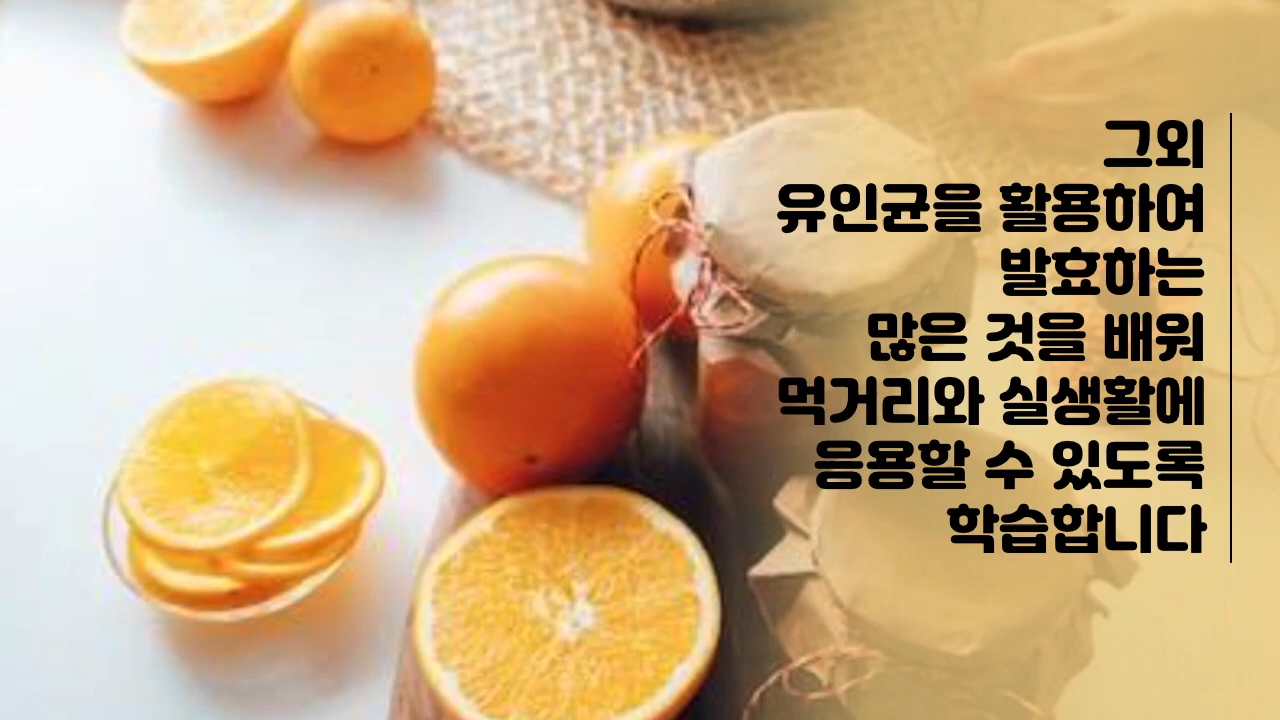 그외
유인균을 활용하여
발효하는
많은 것을 배워
먹거리와 실생활에
응용할 수 있도록
학습합니다